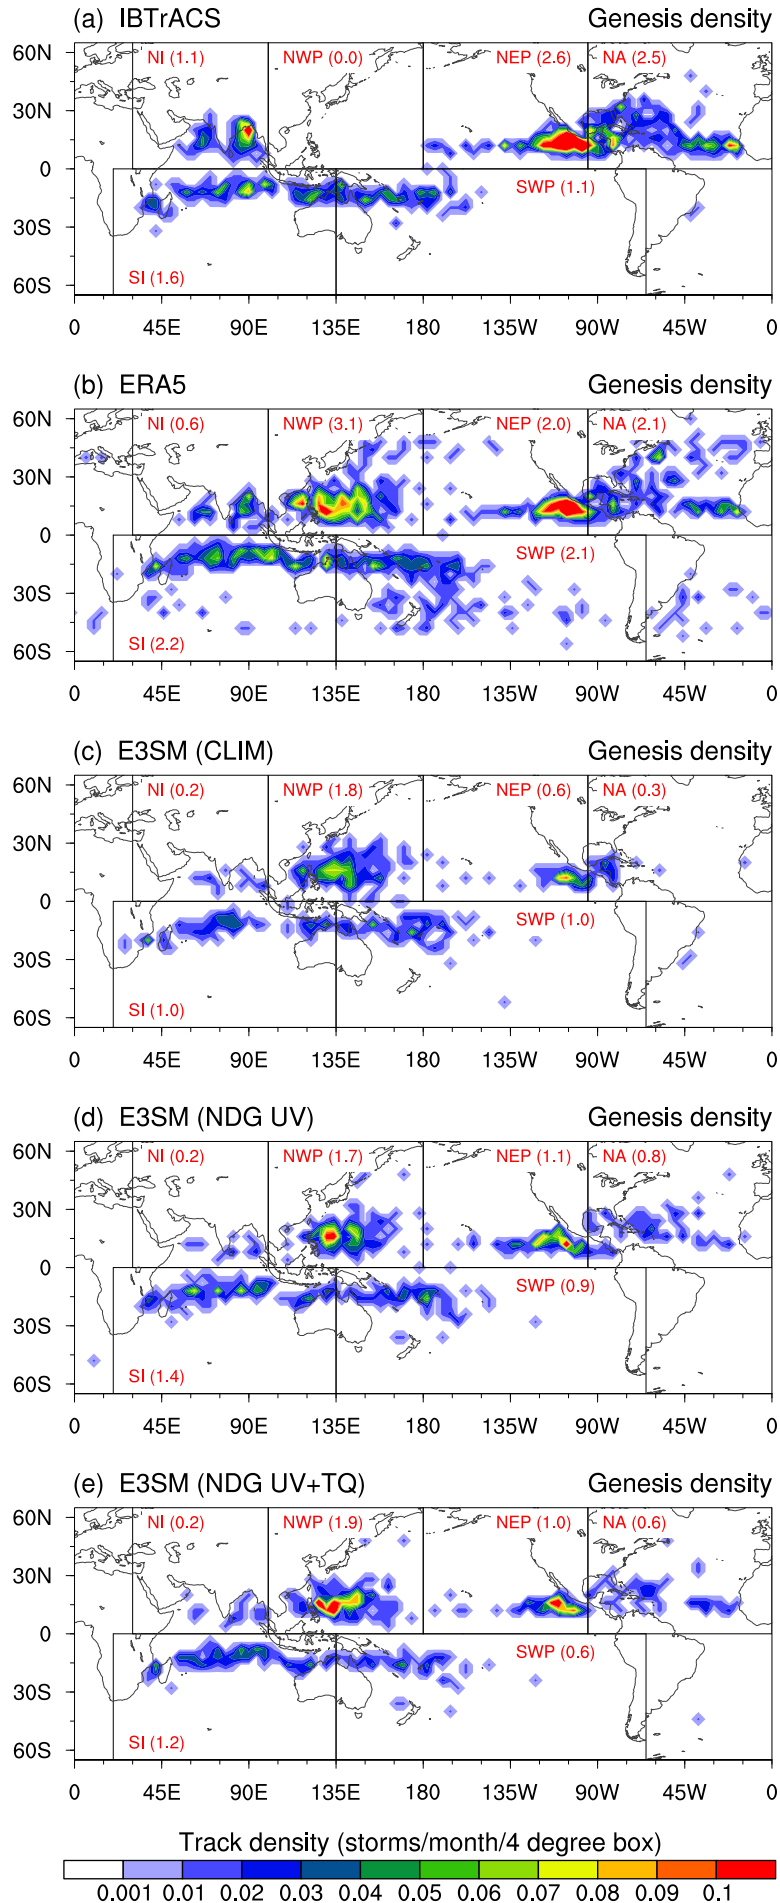 (a) IBTrACS Genesis density
60N NI (1.1) NWP (0.0) NEP (2.6) NA (2.5)
30N
0
SWP (1.1)
30S
60S SI (1.6)
0 45E 90E 135E 180 135W 90W 45W 0
(b) ERA5 Genesis density
60N NI (0.6) NWP (3.1) NEP (2.0) NA (2.1)
30N
0
SWP (2.1)
30S
60S SI (2.2)
0 45E 90E 135E 180 135W 90W 45W 0
(c) E3SM (CLIM) Genesis density
60N NI (0.2) NWP (1.8) NEP (0.6) NA (0.3)
30N
0
SWP (1.0)
30S
60S SI (1.0)
0 45E 90E 135E 180 135W 90W 45W 0
(d) E3SM (NDG UV) Genesis density
60N NI (0.2) NWP (1.7) NEP (1.1) NA (0.8)
30N
0
SWP (0.9)
30S
60S SI (1.4)
0 45E 90E 135E 180 135W 90W 45W 0
(e) E3SM (NDG UV+TQ) Genesis density
60N NI (0.2) NWP (1.9) NEP (1.0) NA (0.6)
30N
0
SWP (0.6)
30S
60S SI (1.2)
0 45E 90E 135E 180 135W 90W 45W 0
Track density (storms/month/4 degree box)
0.001 0.01 0.02 0.03 0.04 0.05 0.06 0.07 0.08 0.09 0.1